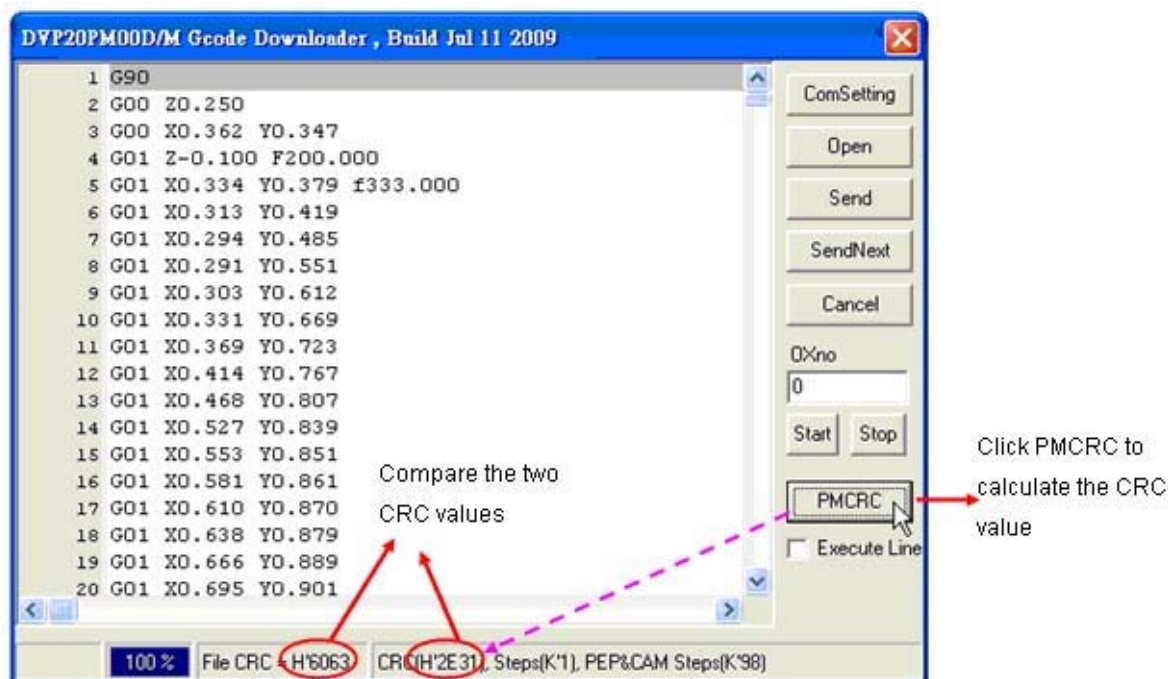 DVP20PM00D/M Gcode Downloader , Build Jul 11 2009
1 G90
2 G00 Z0.250
3 G00 X0.362 Y0.347
4 G01 Z-0.100 F200.000
5 G01 X0.334 Y0.379 f333.000
6 G01 X0.313 Y0.419
7 G01 X0.294 Y0.485
8 G01 X0.291 Y0.551
9 G01 X0.303 Y0.612
10 G01 X0.331 Y0.669
11 G01 X0.369 Y0.723
12 G01 X0.414 Y0.767
13 G01 X0.468 Y0.807
14 G01 X0.527 Y0.839
15 G01 X0.553 Y0.851
16 G01 X0.581 Y0.861
17 G01 X0.610 Y0.870
18 G01 X0.638 Y0.879
19 G01 X0.666 Y0.889
20 G01 X0.695 Y0.901
Compare the two
CRC values
ComSetting
Open
Send
SendNext
Cancel
OXno
0
Start Stop
PMCRC
Execute Line
Click PMCRC to
calculate the CRC
value
100 % File CRC = H'6063 CRC(H'2E31), Steps(K'1), PEP&CAM Steps(K'98)